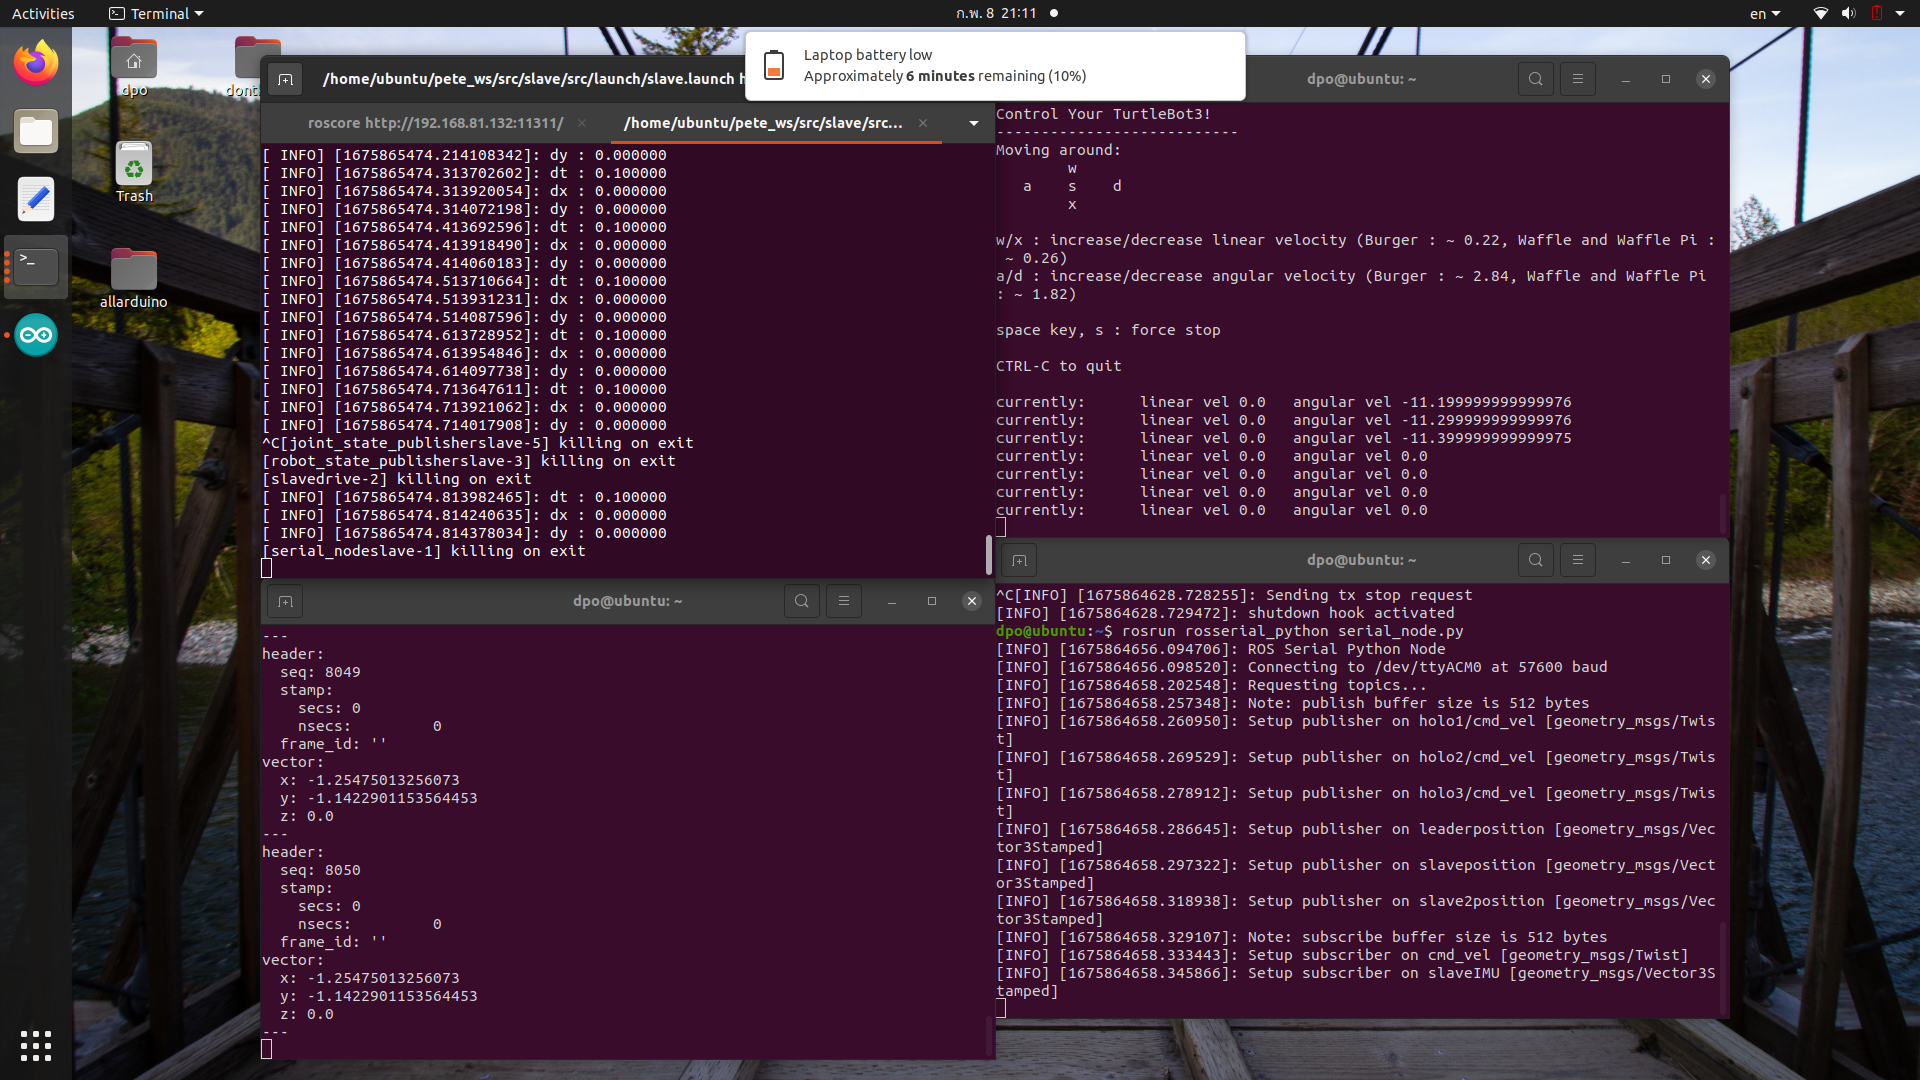 Activities
Terminal
ก.พ. 8 21:11
en
Laptop battery low
Approximately 6 minutes remaining (10%)
dpo
Trash
allarduino
/home/ubuntu/pete_ws/src/slave/src/launch/slave.launch h
roscore http://192.168.81.132:11311/
/home/ubuntu/pete_ws/src/slave/src...
[ INFO] [1675865474.214108342]: dy : 0.000000
[ INFO] [1675865474.313702602]: dt : 0.100000
[ INFO] [1675865474.313920054]: dx : 0.000000
[ INFO] [1675865474.314072198]: dy : 0.000000
[ INFO] [1675865474.413692596]: dt : 0.100000
[ INFO] [1675865474.413918490]: dx : 0.000000
[ INFO] [1675865474.414060183]: dy : 0.000000
[ INFO] [1675865474.513710664]: dt : 0.100000
[ INFO] [1675865474.513931231]: dx : 0.000000
[ INFO] [1675865474.514087596]: dy : 0.000000
[ INFO] [1675865474.613728952]: dt : 0.100000
[ INFO] [1675865474.613954846]: dx : 0.000000
[ INFO] [1675865474.614097738]: dy : 0.000000
[ INFO] [1675865474.713647611]: dt : 0.100000
[ INFO] [1675865474.713921062]: dx : 0.000000
[ INFO] [1675865474.714017908]: dy : 0.000000
^C[joint_state_publisherslave-5] killing on exit
[robot_state_publisherslave-3] killing on exit
[slavedrive-2] killing on exit
[ INFO] [1675865474.813982465]: dt : 0.100000
[ INFO] [1675865474.814240635]: dx : 0.000000
[ INFO] [1675865474.814378034]: dy : 0.000000
[serial_nodeslave-1] killing on exit
dpo@ubuntu: ~
Control Your TurtleBot3!
---------------------------
Moving around:
w
a s d
x
w/x : increase/decrease linear velocity (Burger : ~ 0.22, Waffle and Waffle Pi :
~ 0.26)
a/d : increase/decrease angular velocity (Burger : ~ 2.84, Waffle and Waffle Pi
: ~ 1.82)
space key, s : force stop
CTRL-C to quit
currently: linear vel 0.0 angular vel -11.199999999999976
currently: linear vel 0.0 angular vel -11.299999999999976
currently: linear vel 0.0 angular vel -11.399999999999975
currently: linear vel 0.0 angular vel 0.0
currently: linear vel 0.0 angular vel 0.0
currently: linear vel 0.0 angular vel 0.0
currently: linear vel 0.0 angular vel 0.0
dpo@ubuntu: ~
---
header:
seq: 8049
stamp:
secs: 0
nsecs: 0
frame_id: ''
vector:
x: -1.25475013256073
y: -1.1422901153564453
z: 0.0
---
header:
seq: 8050
stamp:
secs: 0
nsecs: 0
frame_id: ''
vector:
x: -1.25475013256073
y: -1.1422901153564453
z: 0.0
---
dpo@ubuntu: ~
^C[INFO] [1675864628.728255]: Sending tx stop request
[INFO] [1675864628.729472]: shutdown hook activated
dpo@ubuntu:~$ rosrun rosserial_python serial_node.py
[INFO] [1675864656.094706]: ROS Serial Python Node
[INFO] [1675864656.098520]: Connecting to /dev/ttyACM0 at 57600 baud
[INFO] [1675864658.202548]: Requesting topics...
[INFO] [1675864658.257348]: Note: publish buffer size is 512 bytes
[INFO] [1675864658.260950]: Setup publisher on holo1/cmd_vel [geometry_msgs/Twis
t]
[INFO] [1675864658.269529]: Setup publisher on holo2/cmd_vel [geometry_msgs/Twis
t]
[INFO] [1675864658.278912]: Setup publisher on holo3/cmd_vel [geometry_msgs/Twis
t]
[INFO] [1675864658.286645]: Setup publisher on leaderposition [geometry_msgs/Vec
tor3Stamped]
[INFO] [1675864658.297322]: Setup publisher on slaveposition [geometry_msgs/Vect
or3Stamped]
[INFO] [1675864658.318938]: Setup publisher on slave2position [geometry_msgs/Vec
tor3Stamped]
[INFO] [1675864658.329107]: Note: subscribe buffer size is 512 bytes
[INFO] [1675864658.333443]: Setup subscriber on cmd_vel [geometry_msgs/Twist]
[INFO] [1675864658.345866]: Setup subscriber on slaveIMU [geometry_msgs/Vector3S
tamped]